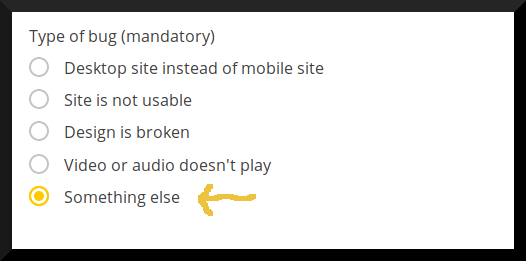 Type of bug (mandatory)
Desktop site instead of mobile site
Site is not usable
Design is broken
Video or audio doesn't play
Something else